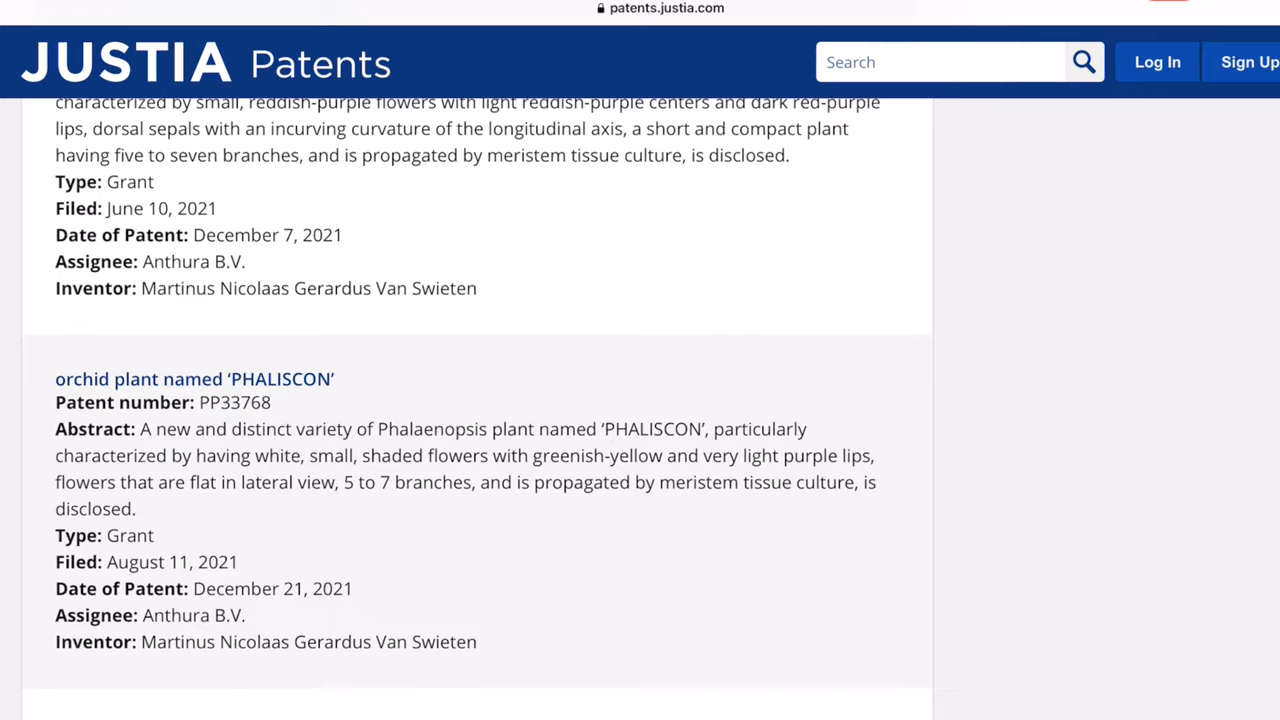 patents.justia.com
JUSTIA Patents
Search
Log In
Sign Up
characterized by small, reddish-purple flowers with light reddish-purple centers and dark red-purple
lips, dorsal sepals with an incurving curvature of the longitudinal axis, a short and compact plant
having five to seven branches, and is propagated by meristem tissue culture, is disclosed.
Type: Grant
Filed: June 10, 2021
Date of Patent: December 7, 2021
Assignee: Anthura B.V.
Inventor: Martinus Nicolaas Gerardus Van Swieten
orchid plant named ‘PHALISCON’
Patent number: PP33768
Abstract: A new and distinct variety of Phalaenopsis plant named ‘PHALISCON’, particularly
characterized by having white, small, shaded flowers with greenish-yellow and very light purple lips,
flowers that are flat in lateral view, 5 to 7 branches, and is propagated by meristem tissue culture, is
disclosed.
Type: Grant
Filed: August 11, 2021
Date of Patent: December 21, 2021
Assignee: Anthura B.V.
Inventor: Martinus Nicolaas Gerardus Van Swieten